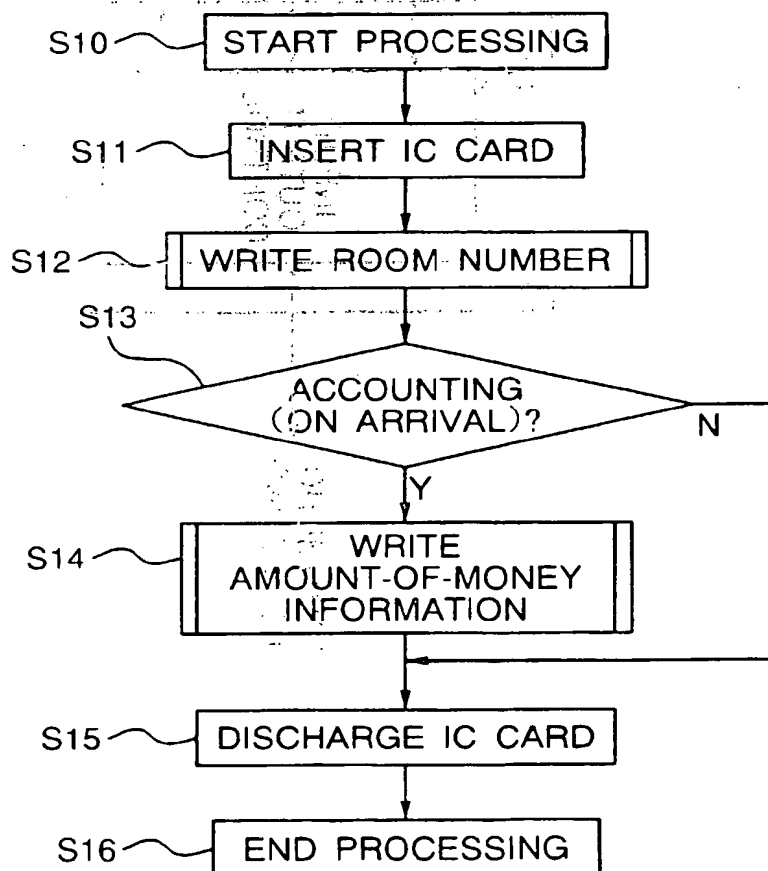 S10 START PROCESSING
S11 INSERT IC CARD
S12 WRITE ROOM NUMBER
S13
ACCOUNTING
(ON ARRIVAL)?
N
Y
S14
WRITE
AMOUNT-OF-MONEY
INFORMATION
S15 DISCHARGE IC CARD
S16 END PROCESSING